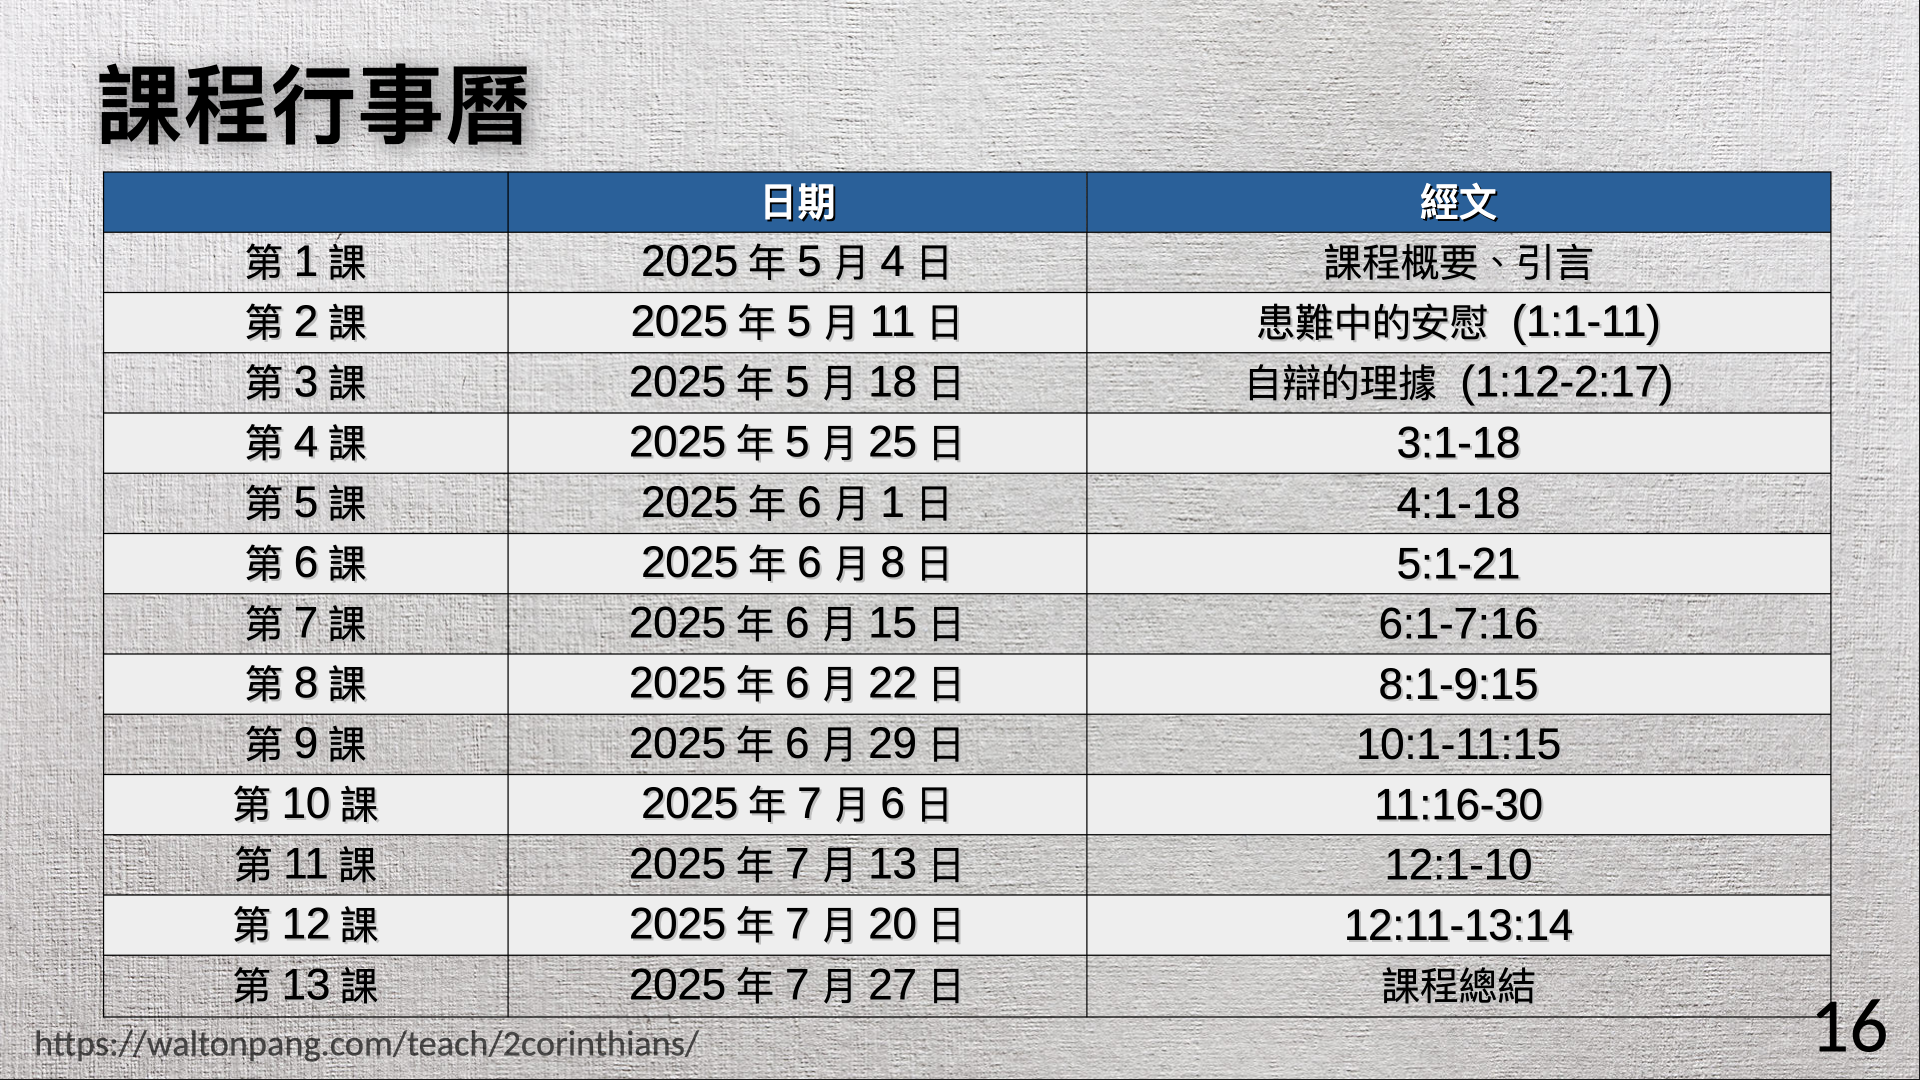 課程行事曆
日期 經文
第 1 課 2025 年 5 月 4 日 課程概要、引言
第 2 課 2025 年 5 月 11 日 患難中的安慰 (1:1-11)
第 3 課 2025 年 5 月 18 日 自辯的理據 (1:12-2:17)
第 4 課 2025 年 5 月 25 日 3:1-18
第 5 課 2025 年 6 月 1 日 4:1-18
第 6 課 2025 年 6 月 8 日 5:1-21
第 7 課 2025 年 6 月 15 日 6:1-7:16
第 8 課 2025 年 6 月 22 日 8:1-9:15
第 9 課 2025 年 6 月 29 日 10:1-11:15
第 10 課 2025 年 7 月 6 日 11:16-30
第 11 課 2025 年 7 月 13 日 12:1-10
第 12 課 2025 年 7 月 20 日 12:11-13:14
第 13 課 2025 年 7 月 27 日 課程總結
https://waltonpang.com/teach/2corinthians/
16